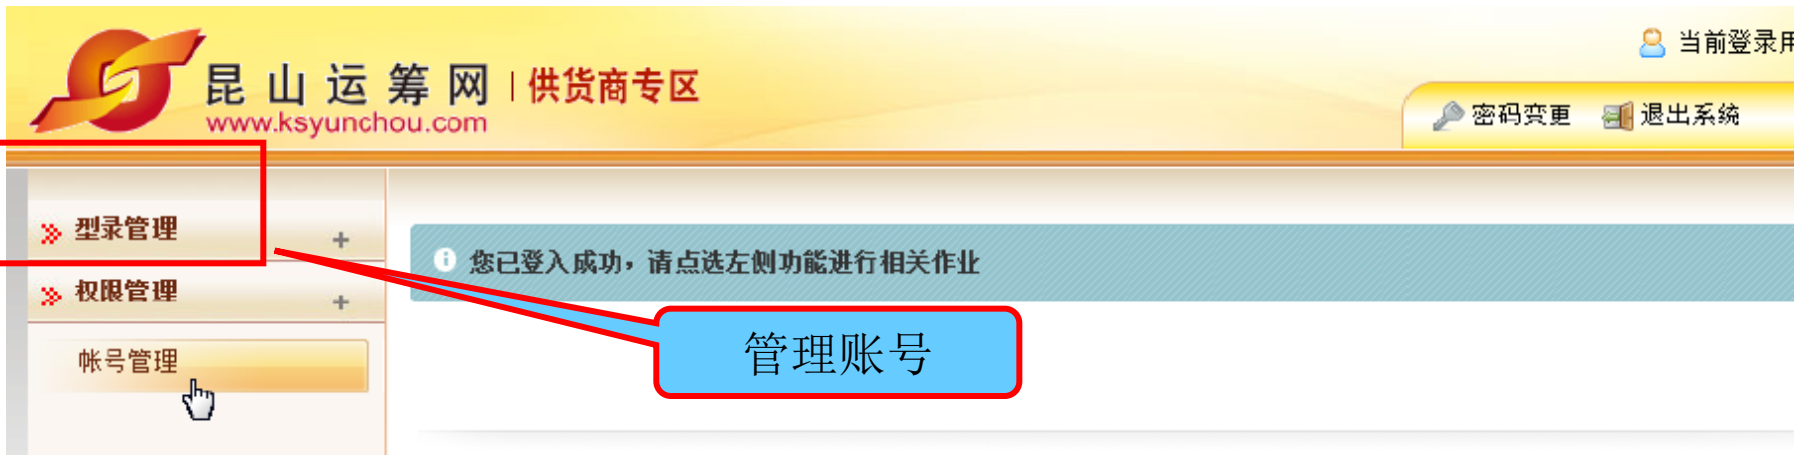 当前登录用
昆山运筹网 | 供货商专区
www.ksyunchou.com
密码变更 退出系统
型录管理
您已登入成功，请点选左侧功能进行相关作业
权限管理
管理账号
帐号管理